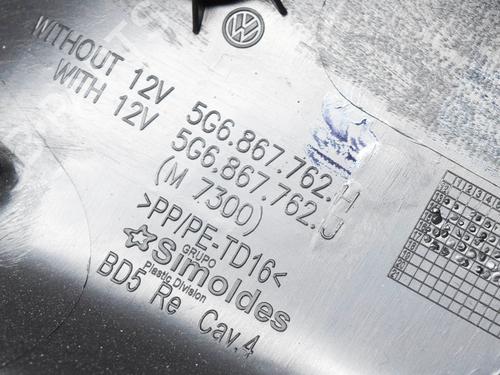 WITHOUT 12V 5G6.867.762.H
WITH 12V 5G6.867.762.J
(M 7300)
>PP/PE-TD16<
GRUPO
Simoldes
Plastic Division
BD5 Re Cav.4